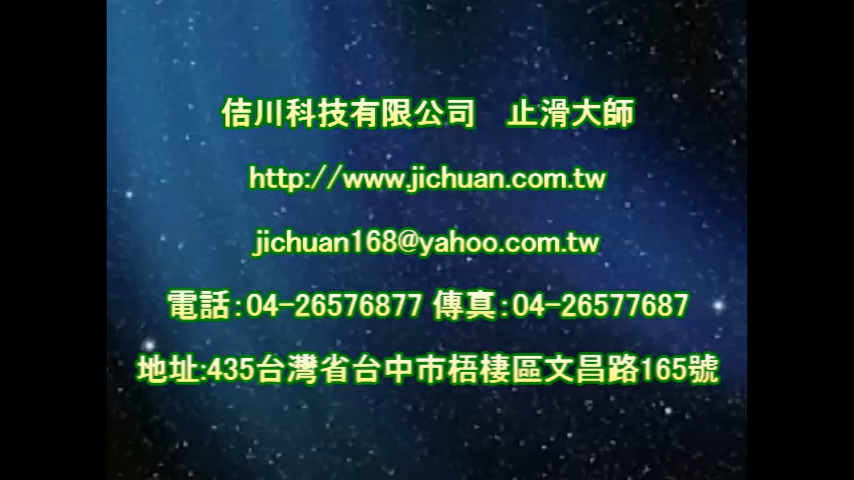 佶川科技有限公司　止滑大師
http://www.jichuan.com.tw
jichuan168@yahoo.com.tw
電話:04-26576877 傳真:04-26577687
地址:435台灣省台中市梧棲區文昌路165號